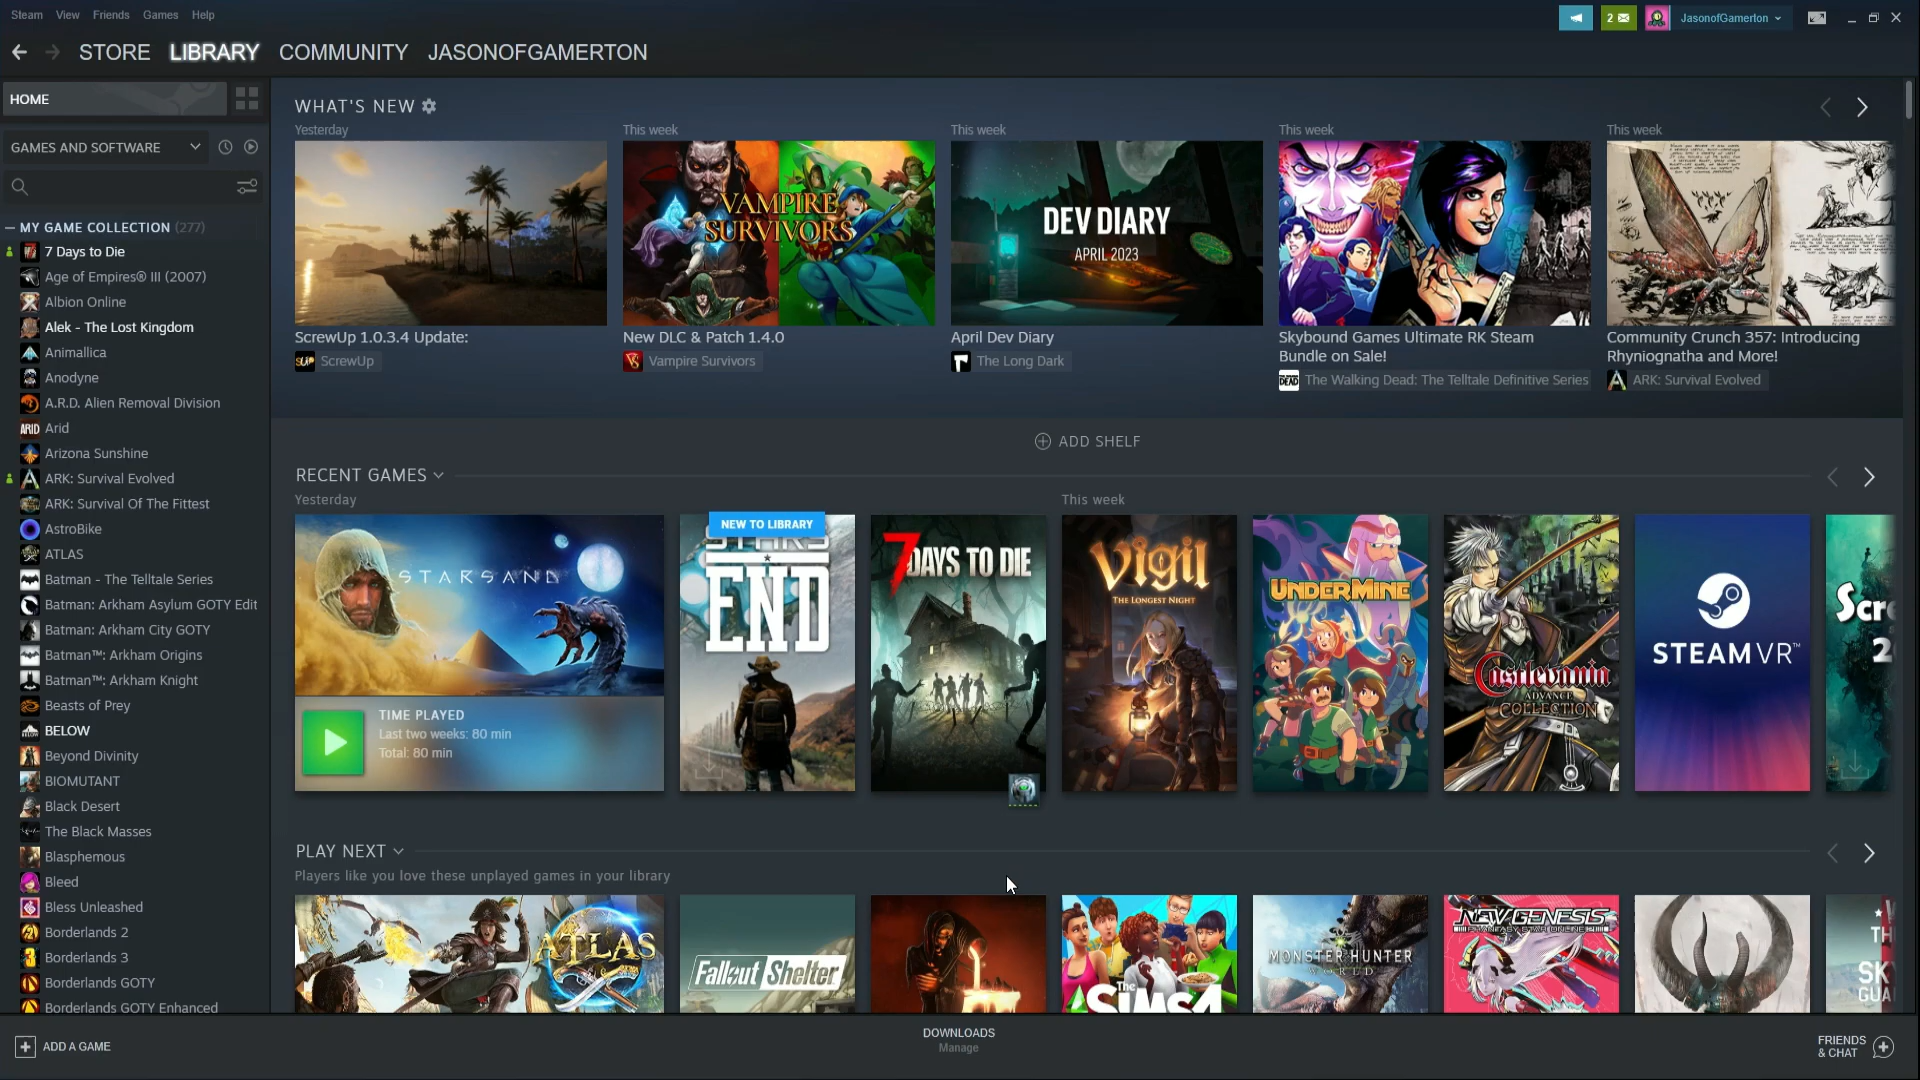 Steam View Friends Games Help
2
JasonofGamerton
STORE LIBRARY COMMUNITY JASONOFGAMERTON
HOME
GAMES AND SOFTWARE
MY GAME COLLECTION (277)
7 Days to Die
Age of Empires® III (2007)
Albion Online
Alek - The Lost Kingdom
Animallica
Anodyne
A.R.D. Alien Removal Division
Arid
Arizona Sunshine
ARK: Survival Evolved
ARK: Survival Of The Fittest
AstroBike
ATLAS
Batman - The Telltale Series
Batman: Arkham Asylum GOTY Edit
Batman: Arkham City GOTY
Batman™: Arkham Origins
Batman™: Arkham Knight
Beasts of Prey
BELOW
Beyond Divinity
BIOMUTANT
Black Desert
The Black Masses
Blasphemous
Bleed
Bless Unleashed
Borderlands 2
Borderlands 3
Borderlands GOTY
Borderlands GOTY Enhanced
WHAT'S NEW
Yesterday
ScrewUp 1.0.3.4 Update:
ScrewUp
This week
VAMPIRE
SURVIVORS
New DLC & Patch 1.4.0
Vampire Survivors
This week
DEV DIARY
APRIL 2023
April Dev Diary
The Long Dark
This week
Skybound Games Ultimate RK Steam
Bundle on Sale!
The Walking Dead: The Telltale Definitive Series
This week
Community Crunch 357: Introducing
Rhyniognatha and More!
ARK: Survival Evolved
ADD SHELF
RECENT GAMES
Yesterday
This week
STARSAND
TIME PLAYED
Last two weeks: 80 min
Total: 80 min
NEW TO LIBRARY
STARS
END
7 DAYS TO DIE
Vigil
THE LONGEST NIGHT
UNDERMINE
Castlevania
ADVANCE
COLLECTION
STEAMVR™
Scre
2
PLAY NEXT
Players like you love these unplayed games in your library
ATLAS
Fallout Shelter
The
SIMS 4
MONSTER HUNTER
WORLD
NEW GENESIS
PHANTASY STAR ONLINE 2
TH
SK
GUA
ADD A GAME
DOWNLOADS
Manage
FRIENDS
& CHAT